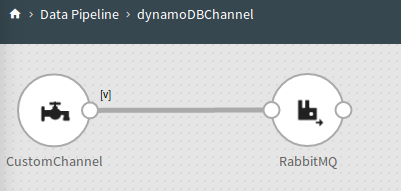 Data Pipeline > dynamoDBChannel
[v]
CustomChannel
RabbitMQ